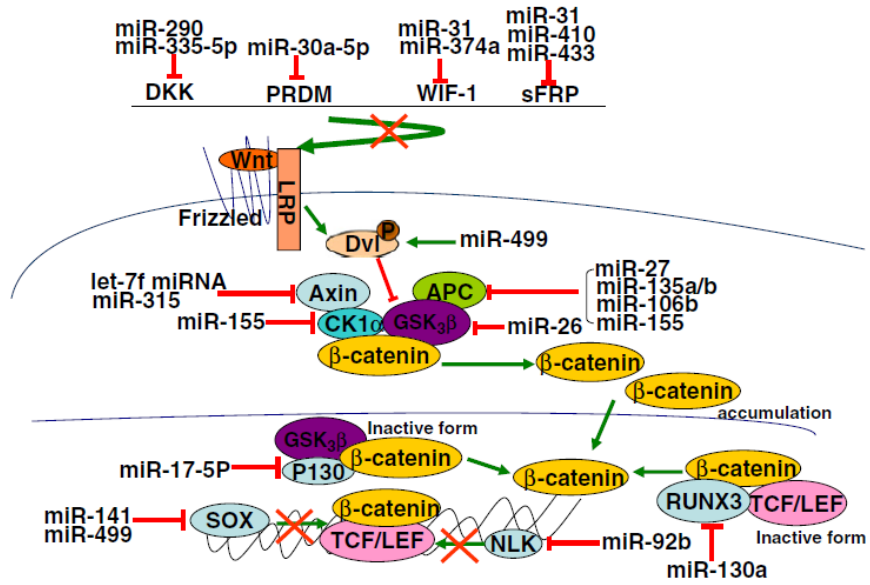 miR-290
miR-335-5p
miR-30a-5p
miR-31
miR-374a
miR-31
miR-410
miR-433
DKK
PRDM
WIF-1
sFRP
Wnt
LRP
Frizzled
P
Dvl
miR-499
let-7f miRNA
miR-315
Axin
APC
miR-27
miR-135a/b
miR-106b
miR-155
miR-155
CK1α
GSK3β
miR-26
β-catenin
β-catenin
β-catenin
accumulation
GSK3β
Inactive form
miR-17-5P
P130
β-catenin
β-catenin
β-catenin
RUNX3
TCF/LEF
Inactive form
miR-141
miR-499
SOX
β-catenin
TCF/LEF
NLK
miR-92b
miR-130a